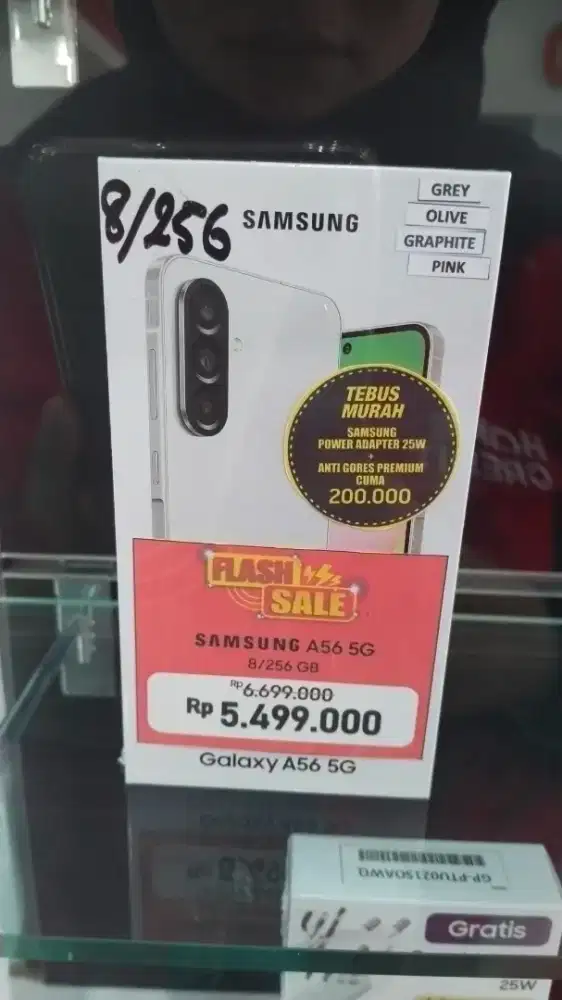 8/256
SAMSUNG
GREY
OLIVE
GRAPHITE
PINK
TEBUS
MURAH
SAMSUNG
POWER ADAPTER 25W
+
ANTI GORES PREMIUM
CUMA
200.000
FLASH
SALE
SAMSUNG A56 5G
8/256 GB
Rp 6.699.000
Rp 5.499.000
Galaxy A56 5G
GP-PTU021SOAWQ
Gratis
25W